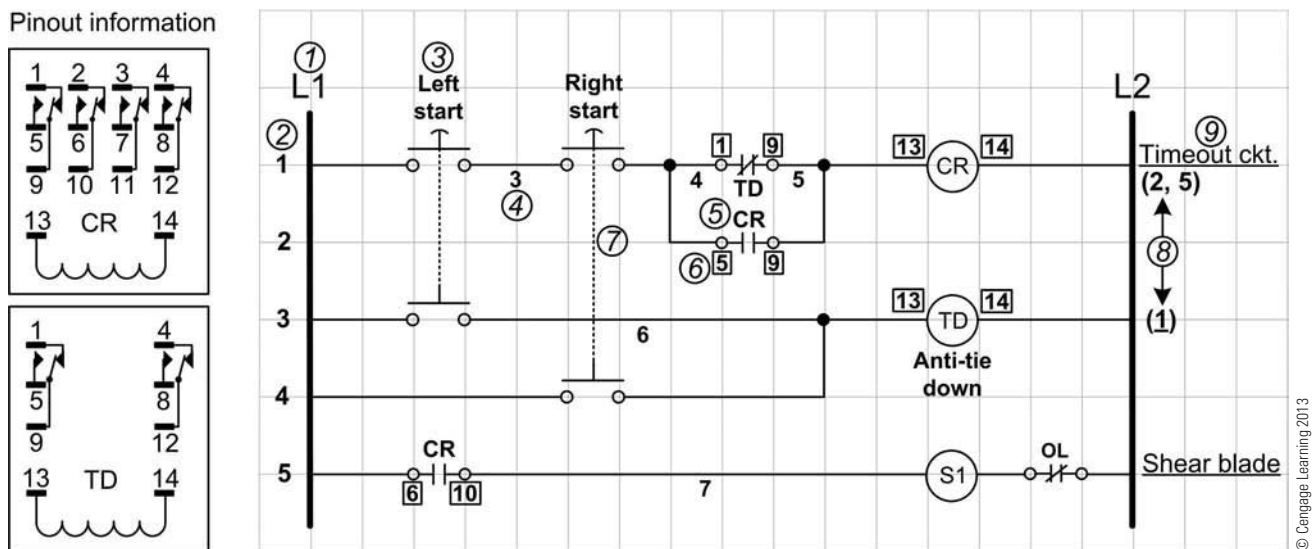 Pinout information
1 2 3 4
5 6 7 8
9 10 11 12
13 CR 14
1 4
5 8
9 12
13 TD 14
1 3
L1 Left start Right start L2
2 9
1 3 4 1 TD 9 5 13 CR 14 Timeout ckt.
4 (2, 5)
2 5 CR 7 8
6 5 9
3 6 13 TD 14 (1)
Anti-tie down
4
5 CR 6 10 7 S1 OL Shear blade
© Cengage Learning 2013